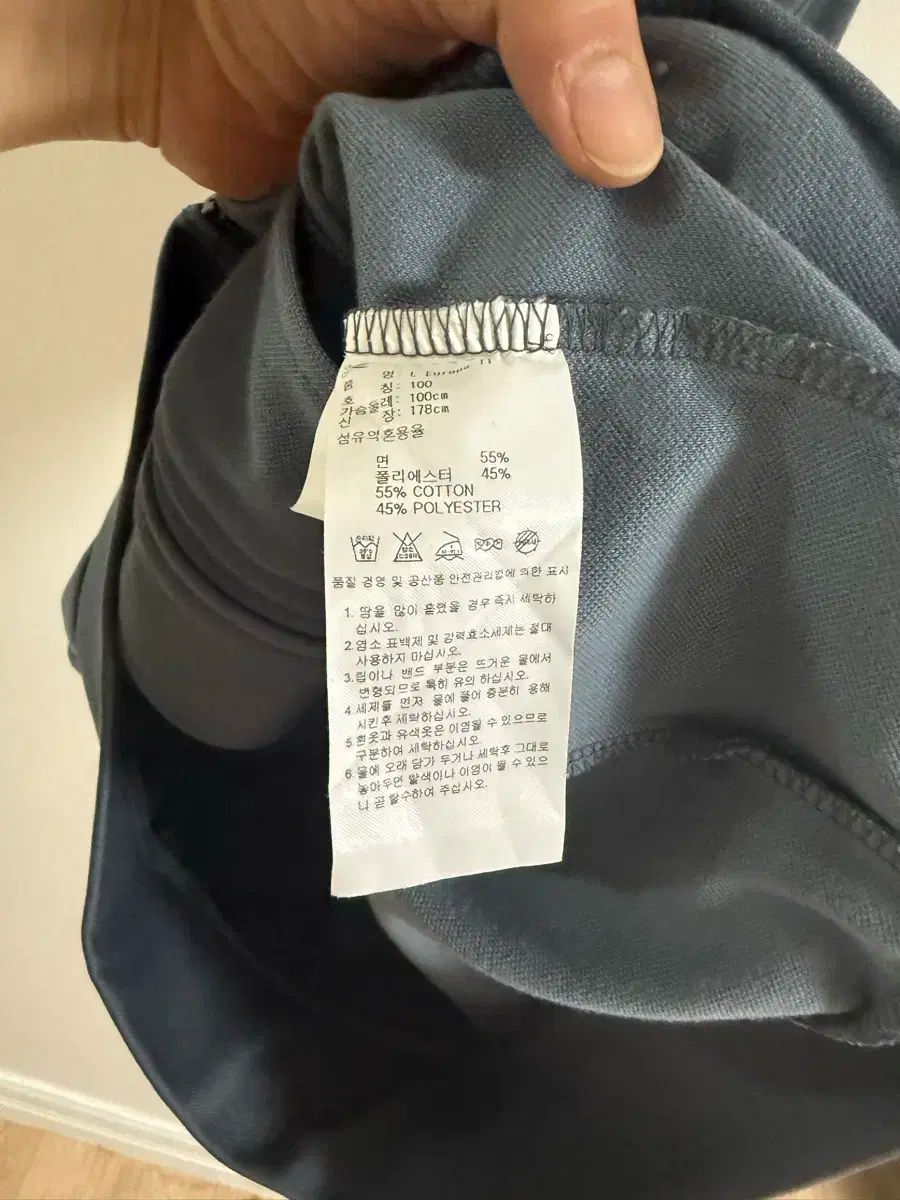 명: L Europe TI
호 칭: 100
가슴둘레: 100cm
신 장: 178cm
섬유의혼용율
면 55%
폴리에스터 45%
55% COTTON
45% POLYESTER
품질 경영 및 공산품 안전관리법에 의한 표시
1. 땀을 많이 흘렸을 경우 즉시 세탁하
십시오.
2. 염소 표백제 및 강력효소세제는 절대
사용하지 마십시오.
3. 립이나 밴드 부분은 뜨거운 물에서
변형되므로 특히 유의 하십시오.
4. 세제를 먼저 물에 풀어 충분히 용해
시킨후 세탁하십시오.
5. 흰옷과 유색옷은 이염될 수 있으므로
구분하여 세탁하십시오.
6. 물에 오래 담가 두거나 세탁후 그대로
놓아두면 탈색이나 이염이 될 수 있으
니 곧 탈수하여 주십시오.